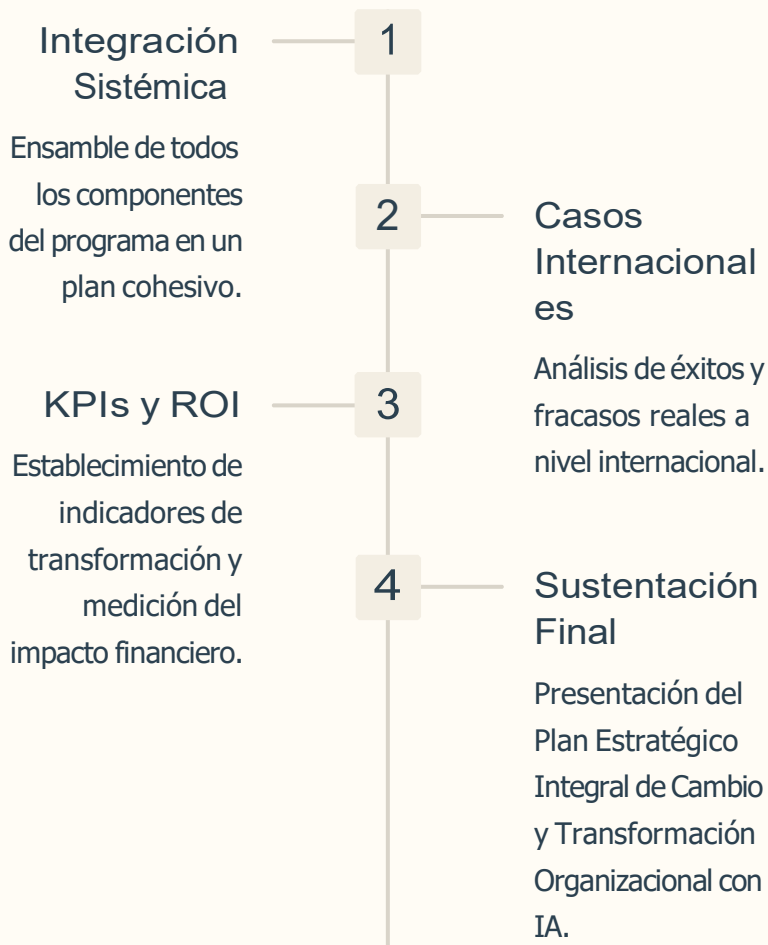 1
Integración
Sistémica
Ensamble de todos
los componentes
del programa en un
plan cohesivo.
2
Casos
Internacional
es
Análisis de éxitos y
fracasos reales a
nivel internacional.
3
KPIs y ROI
Establecimiento de
indicadores de
transformación y
medición del
impacto financiero.
4
Sustentación
Final
Presentación del
Plan Estratégico
Integral de Cambio
y Transformación
Organizacional con
IA.